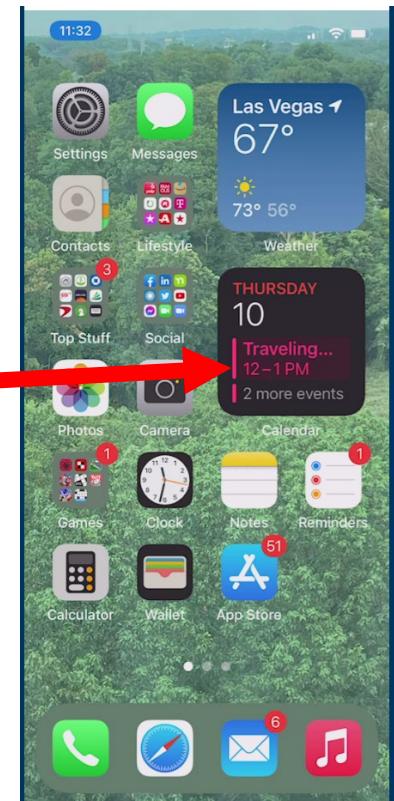 11:32
Settings
Messages
Las Vegas
67°
73° 56°
Weather
Contacts
Lifestyle
3
Top Stuff
Social
THURSDAY
10
Traveling...
12–1 PM
2 more events
Calendar
Photos
Camera
1
Games
Clock
Notes
1
Reminders
Calculator
Wallet
51
App Store
6